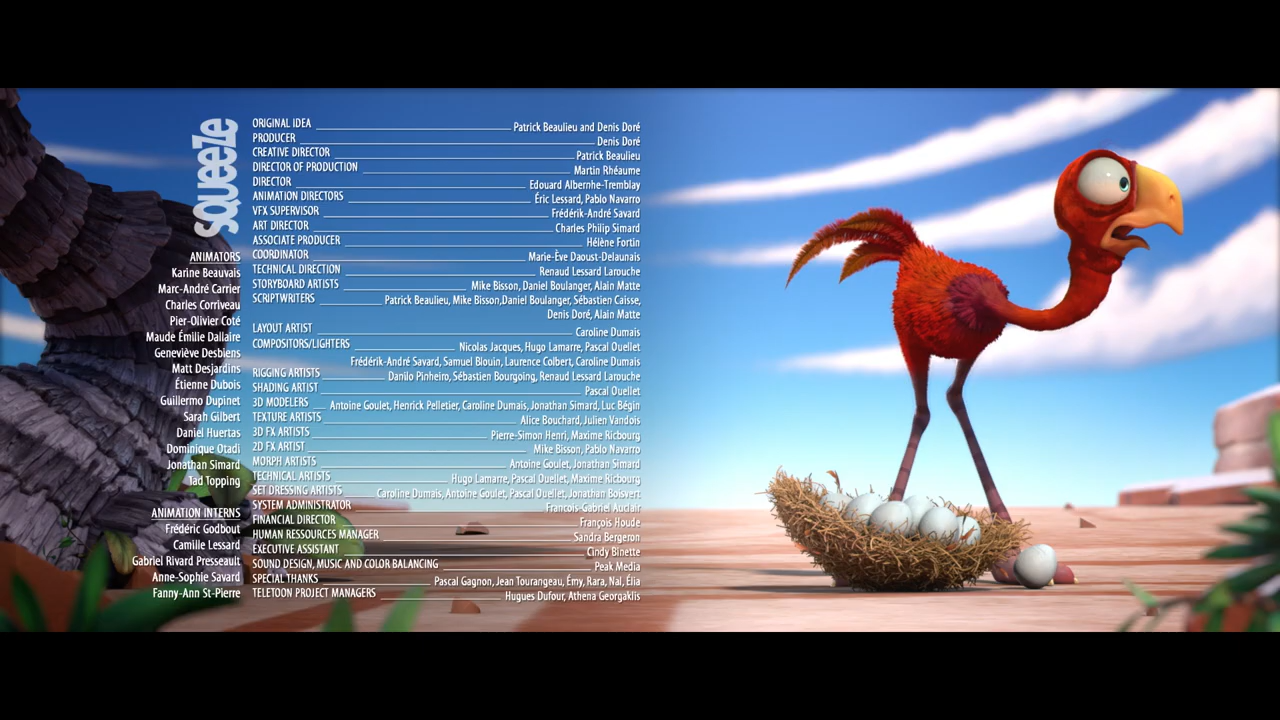 squeeze
ANIMATORS
Karine Beauvais
Marc-André Carrier
Charles Corriveau
Pier-Olivier Coté
Maude Émilie Dallaire
Geneviève Desbiens
Matt Desjardins
Étienne Dubois
Guillermo Dupinet
Sarah Gilbert
Daniel Huertas
Dominique Otadi
Jonathan Simard
Tad Topping
ANIMATION INTERNS
Frédéric Godbout
Camille Lessard
Gabriel Rivard Presseault
Anne-Sophie Savard
Fanny-Ann St-Pierre
ORIGINAL IDEA Patrick Beaulieu and Denis Doré
PRODUCER Denis Doré
CREATIVE DIRECTOR Patrick Beaulieu
DIRECTOR OF PRODUCTION Martin Rhéaume
DIRECTOR Edouard Albernhe-Tremblay
ANIMATION DIRECTORS Éric Lessard, Pablo Navarro
VFX SUPERVISOR Frédérik-André Savard
ART DIRECTOR Charles Philip Simard
ASSOCIATE PRODUCER Hélène Fortin
COORDINATOR Marie-Ève Daoust-Delaunais
TECHNICAL DIRECTION Renaud Lessard Larouche
STORYBOARD ARTISTS Mike Bisson, Daniel Boulanger, Alain Matte
SCRIPTWRITERS Patrick Beaulieu, Mike Bisson,Daniel Boulanger, Sébastien Caisse,
Denis Doré, Alain Matte
LAYOUT ARTIST Caroline Dumais
COMPOSITORS/LIGHTERS Nicolas Jacques, Hugo Lamarre, Pascal Ouellet
Frédérik-André Savard, Samuel Blouin, Laurence Colbert, Caroline Dumais
RIGGING ARTISTS Danilo Pinheiro, Sébastien Bourgoing, Renaud Lessard Larouche
SHADING ARTIST Pascal Ouellet
3D MODELERS Antoine Goulet, Henrick Pelletier, Caroline Dumais, Jonathan Simard, Luc Bégin
TEXTURE ARTISTS Alice Bouchard, Julien Vandois
3D FX ARTISTS Pierre-Simon Henri, Maxime Ricbourg
2D FX ARTIST Mike Bisson, Pablo Navarro
MORPH ARTISTS Antoine Goulet, Jonathan Simard
TECHNICAL ARTISTS Hugo Lamarre, Pascal Ouellet, Maxime Ricbourg
SET DRESSING ARTISTS Caroline Dumais, Antoine Goulet, Pascal Ouellet, Jonathan Boisvert
SYSTEM ADMINISTRATOR Francois-Gabriel Auclair
FINANCIAL DIRECTOR François Houde
HUMAN RESSOURCES MANAGER Sandra Bergeron
EXECUTIVE ASSISTANT Cindy Binette
SOUND DESIGN, MUSIC AND COLOR BALANCING Peak Media
SPECIAL THANKS Pascal Gagnon, Jean Tourangeau, Émy, Rara, Nal, Élia
TELETOON PROJECT MANAGERS Hugues Dufour, Athena Georgaklis